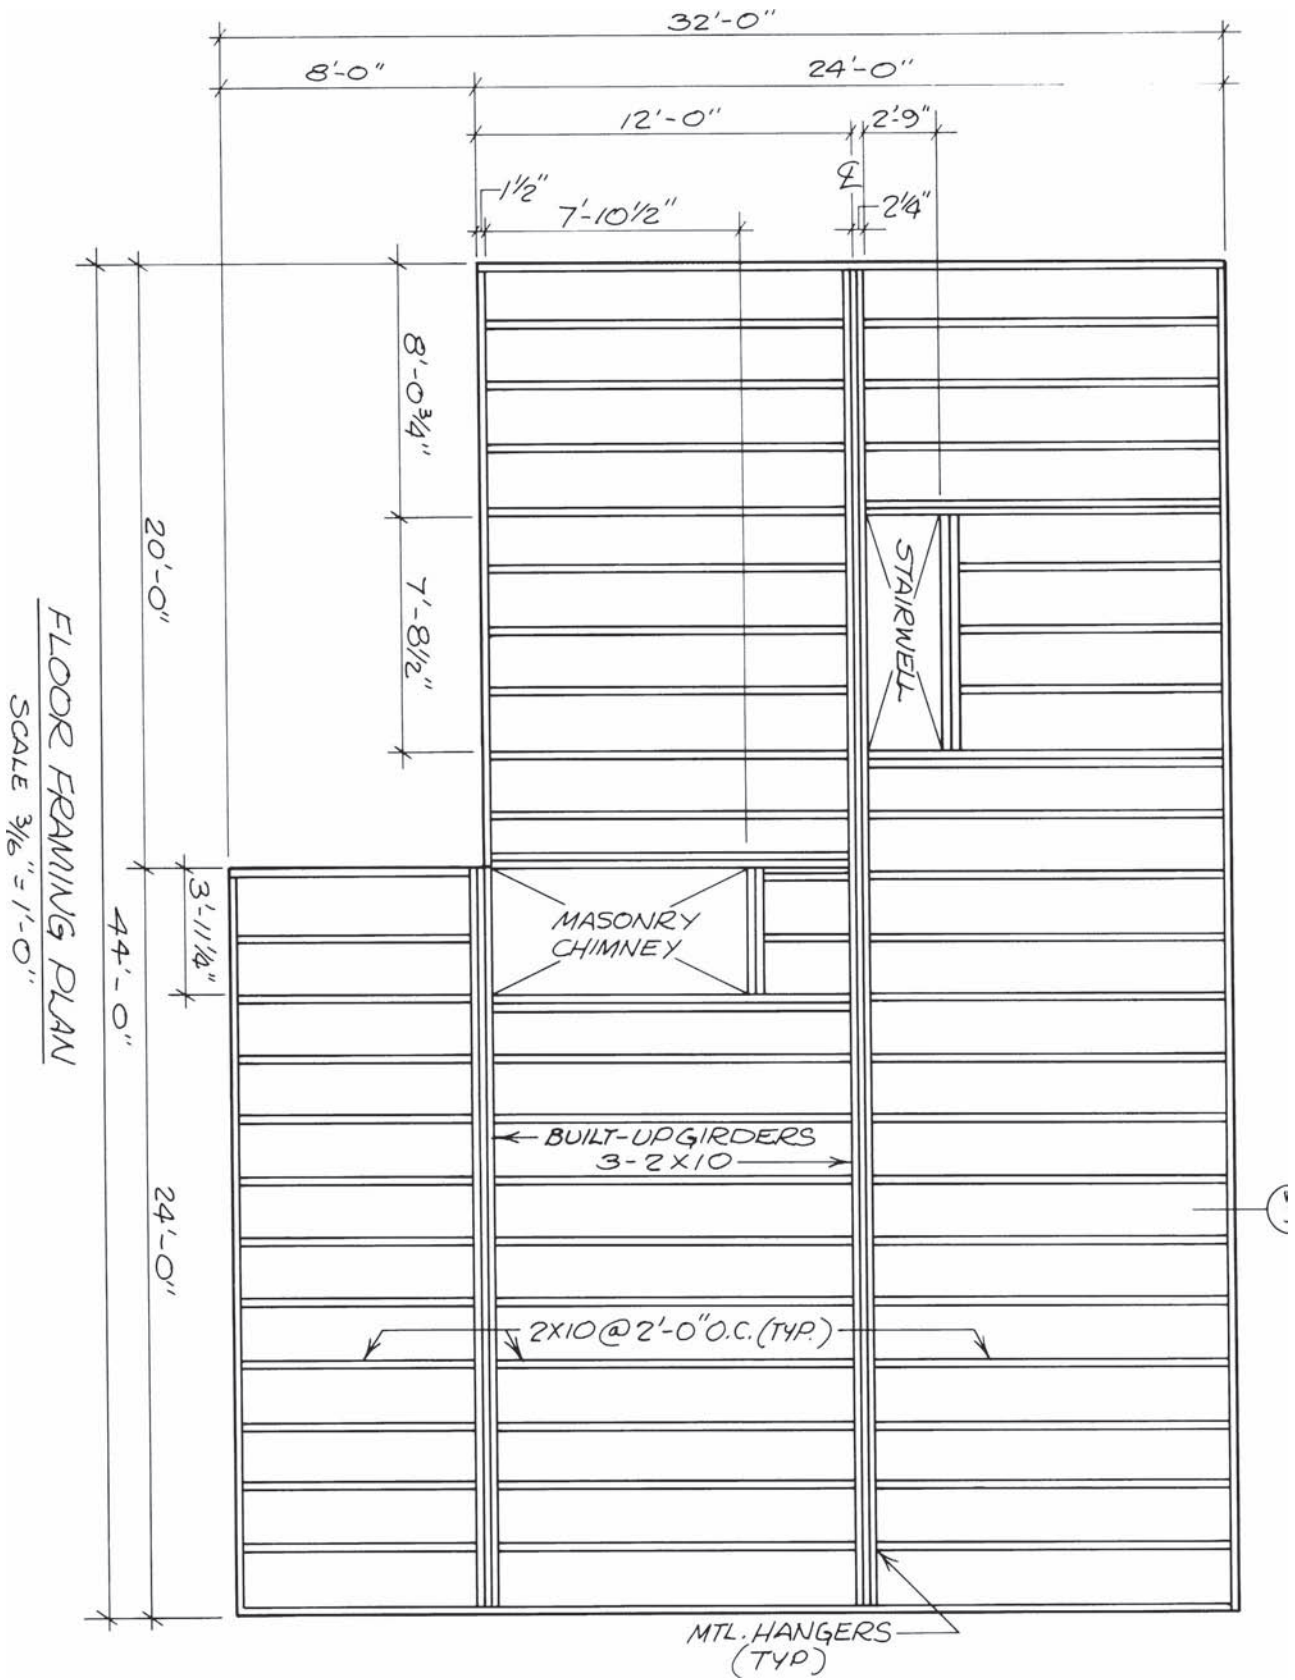 32'-0"
8'-0"
24'-0"
12'-0"
2'-9"
℄
1½"
7'-10½"
2¼"
8'-0¾"
7'-8½"
20'-0"
STAIRWELL
FLOOR FRAMING PLAN
SCALE 3/16" = 1'-0"
44'-0"
3'-11¼"
24'-0"
MASONRY
CHIMNEY
BUILT-UP GIRDERS
3-2X10
2X10 @ 2'-0" O.C. (TYP.)
MTL. HANGERS
(TYP)